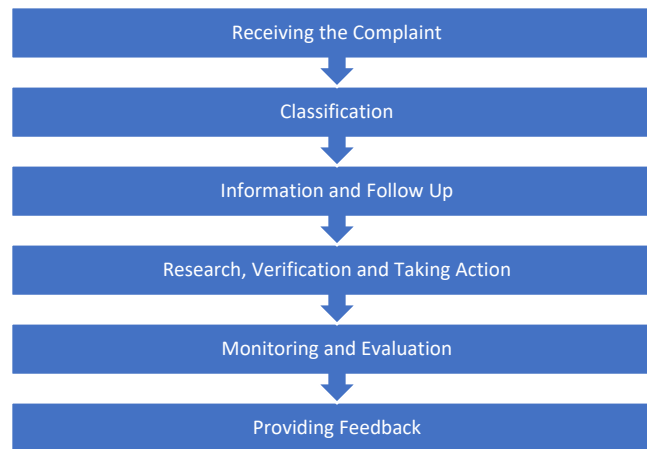 Receiving the Complaint
Classification
Information and Follow Up
Research, Verification and Taking Action
Monitoring and Evaluation
Providing Feedback